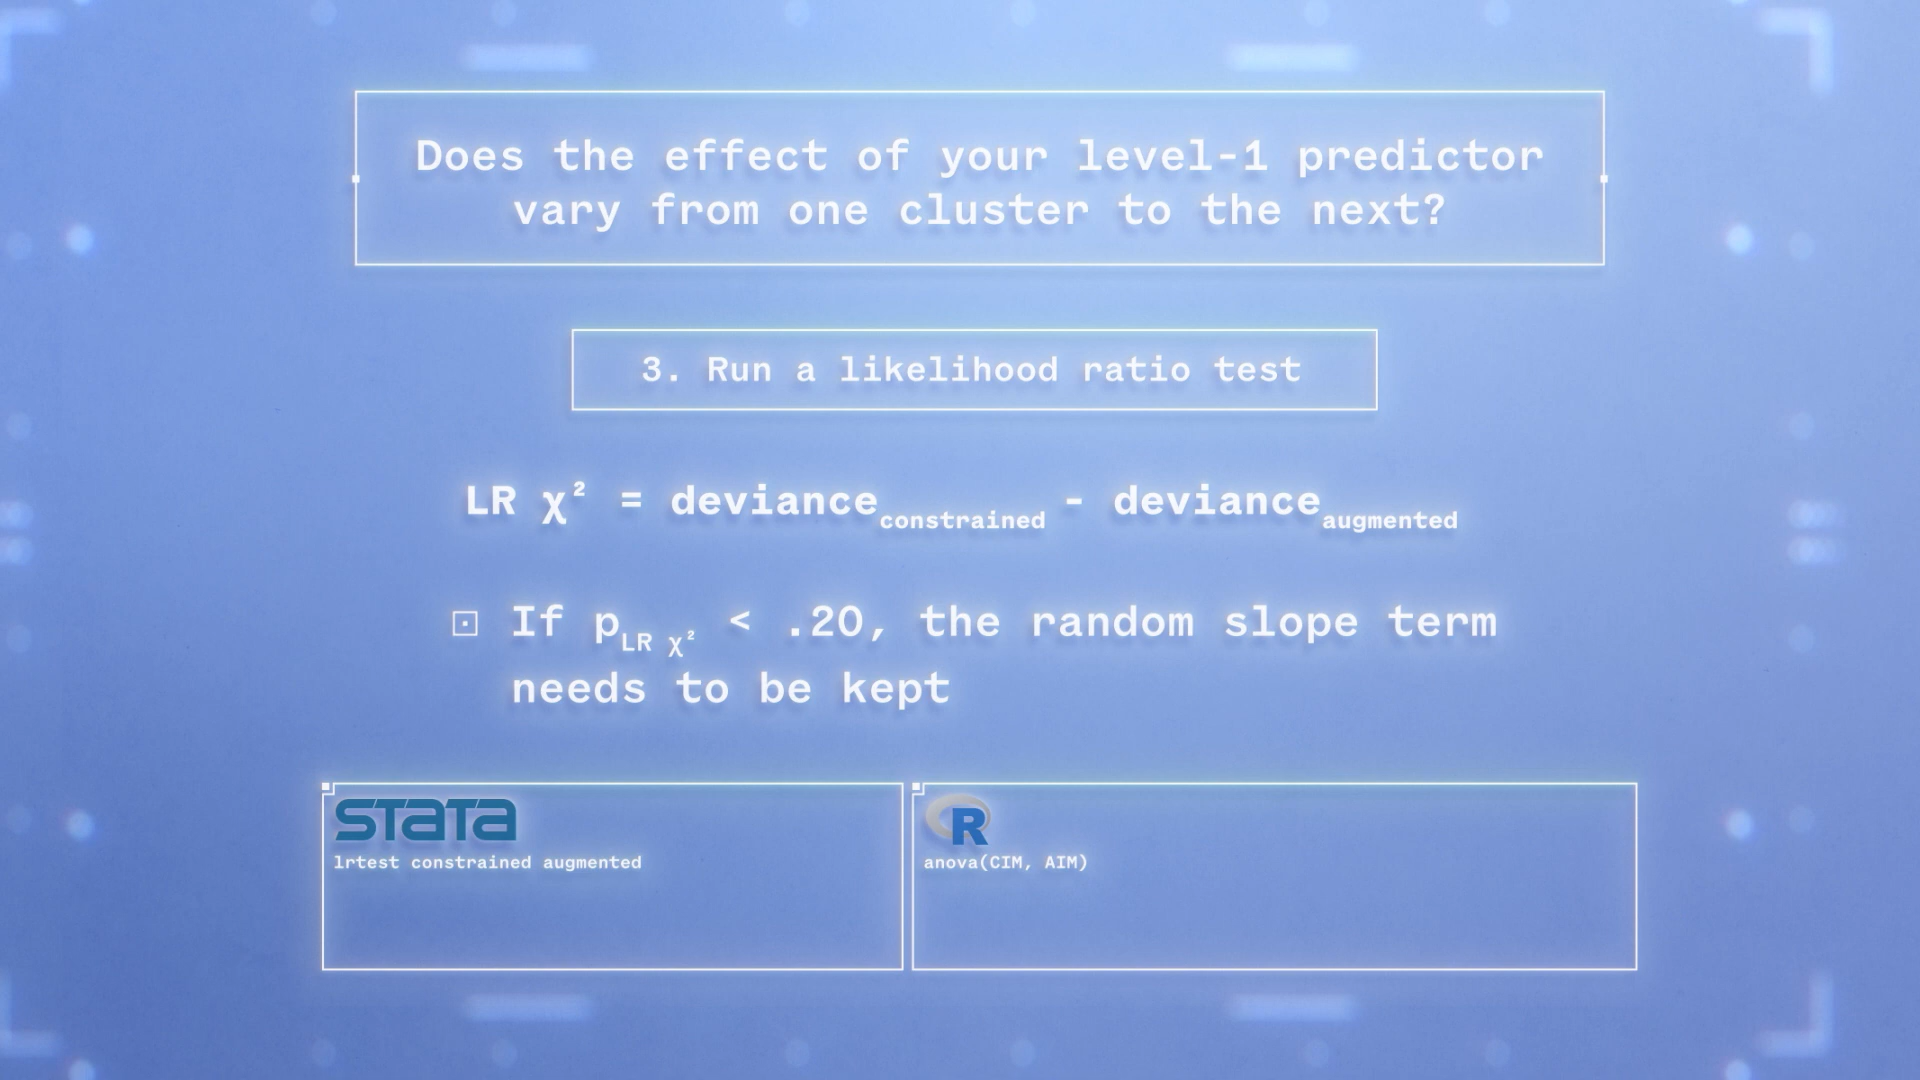 Does the effect of your level-1 predictor
vary from one cluster to the next?
3. Run a likelihood ratio test
LR χ² = deviance constrained - deviance augmented
⊡ If p LR χ² < .20, the random slope term
needs to be kept
STATA
lrtest constrained augmented
R
anova(CIM, AIM)